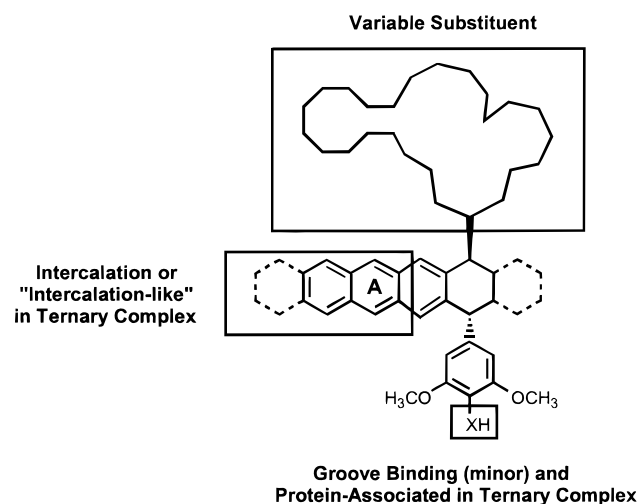 Variable Substituent
Intercalation or
"Intercalation-like"
in Ternary Complex
A
H₃CO
OCH₃
XH
Groove Binding (minor) and
Protein-Associated in Ternary Complex